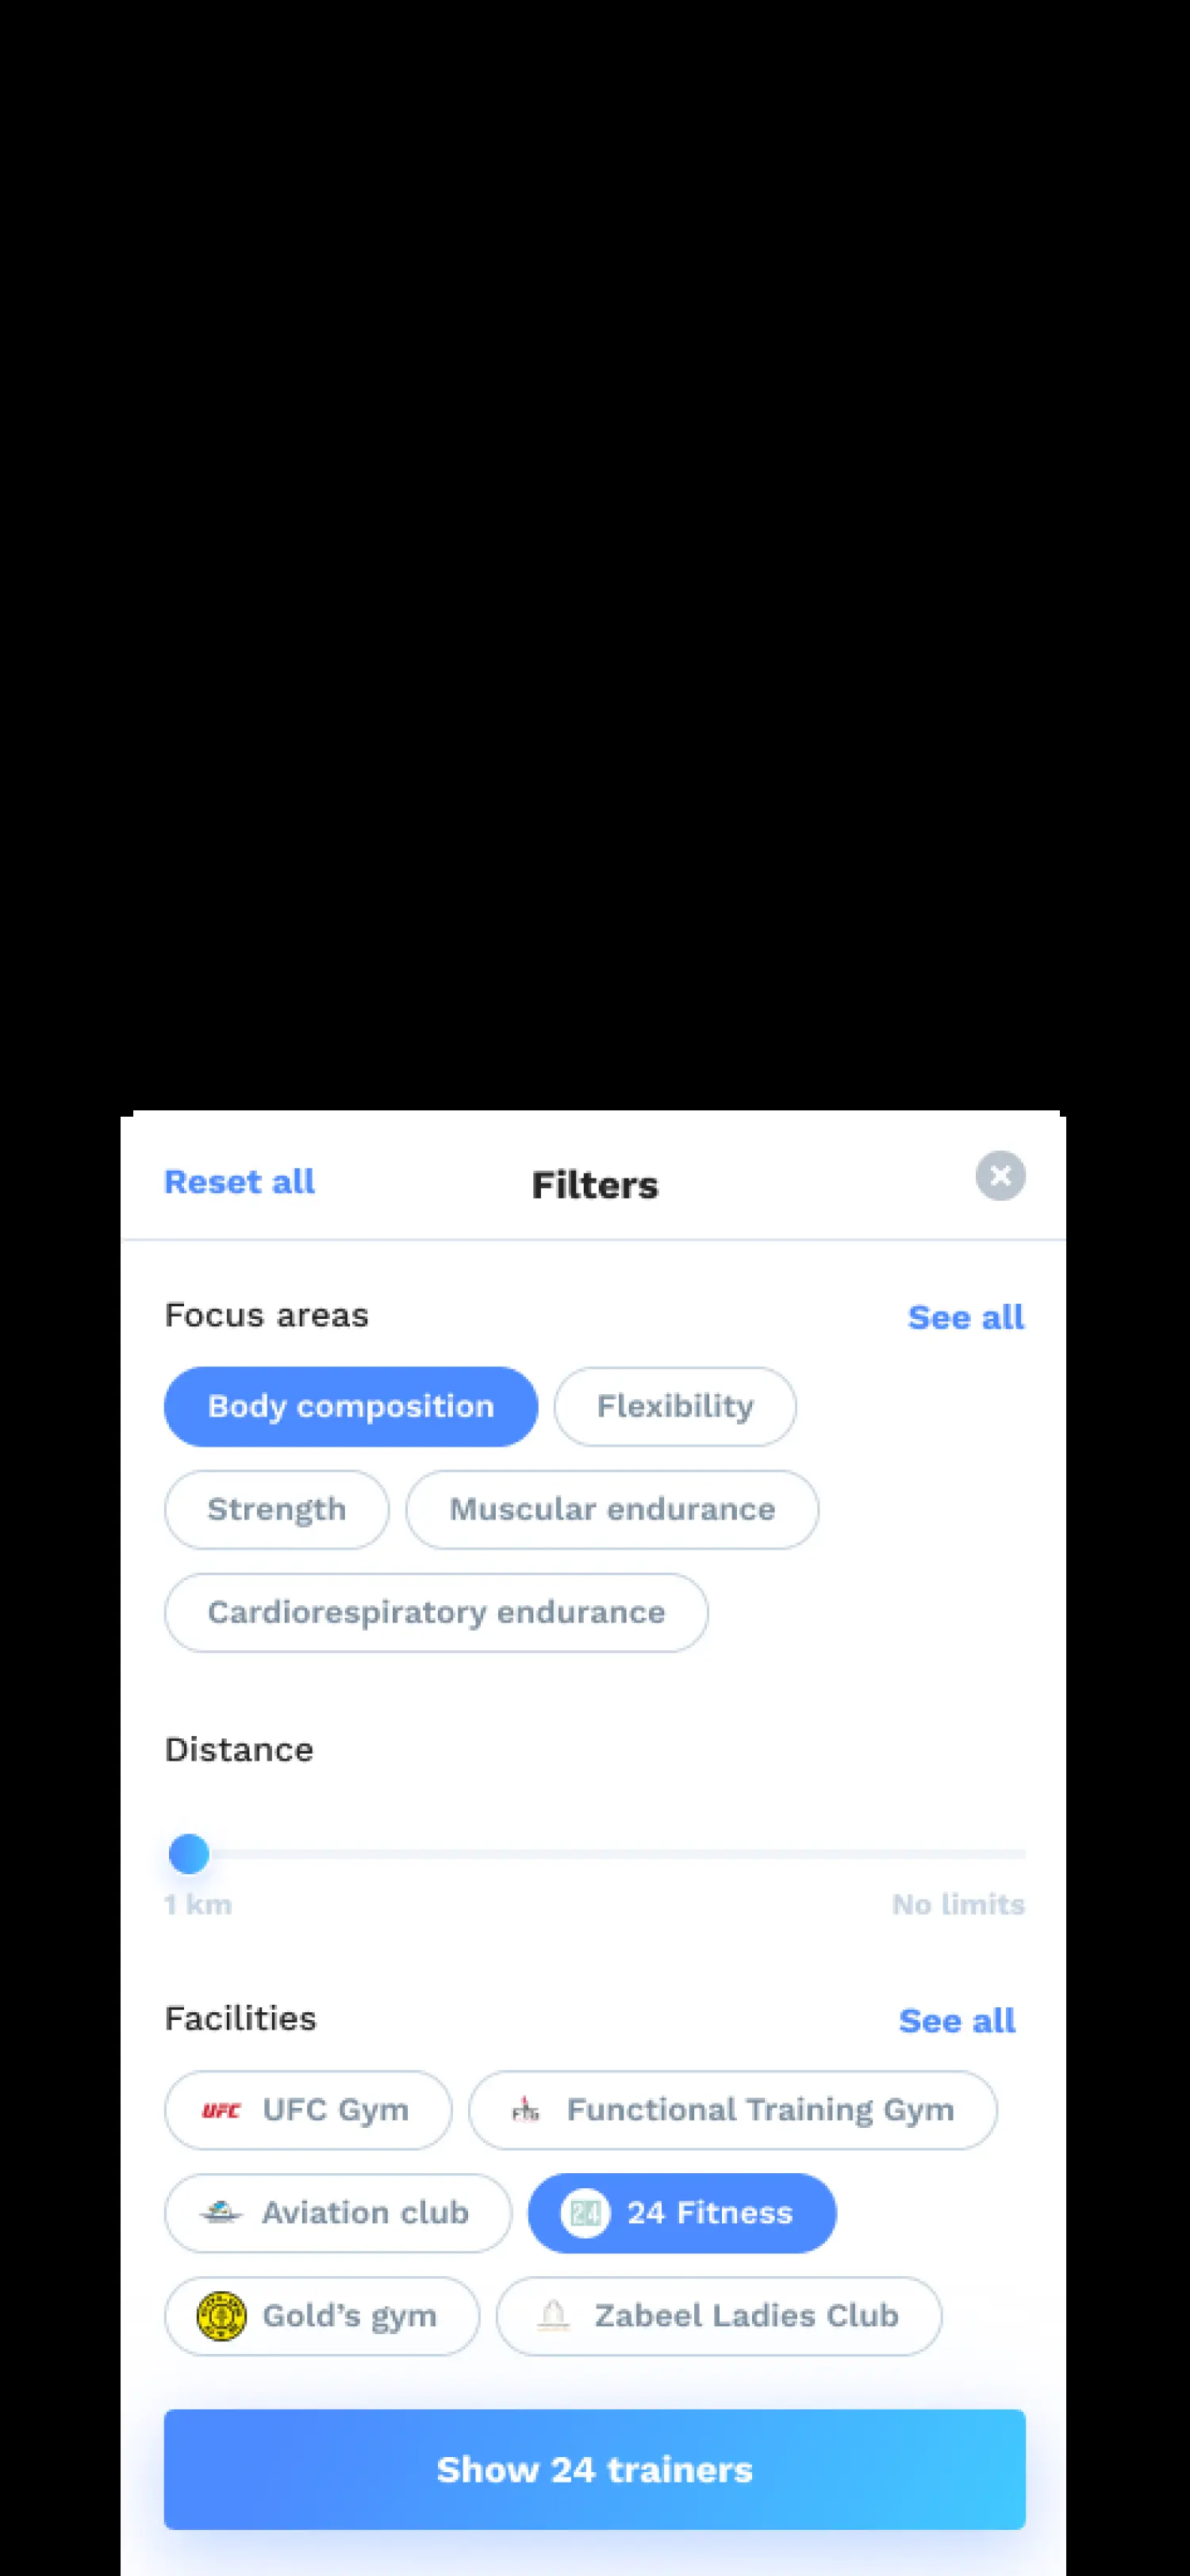 Reset all Filters
Focus areas See all
Body composition Flexibility
Strength Muscular endurance
Cardiorespiratory endurance
Distance
1 km No limits
Facilities See all
UFC UFC Gym FTG Functional Training Gym
Aviation club 24 24 Fitness
Gold’s gym Zabeel Ladies Club
Show 24 trainers